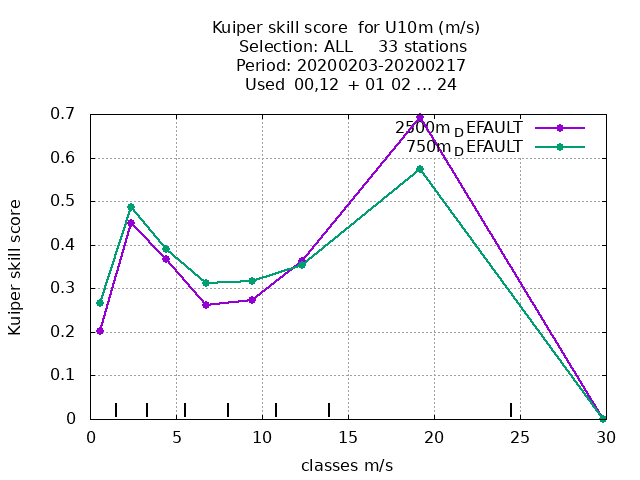 Kuiper skill score  for U10m (m/s)
Selection: ALL     33 stations
Period: 20200203-20200217
Used  00,12  + 01 02 ... 24
0.7
0.6
0.5
0.4
0.3
0.2
0.1
0
Kuiper skill score
2500m_DEFAULT
750m_DEFAULT
0 5 10 15 20 25 30
classes m/s